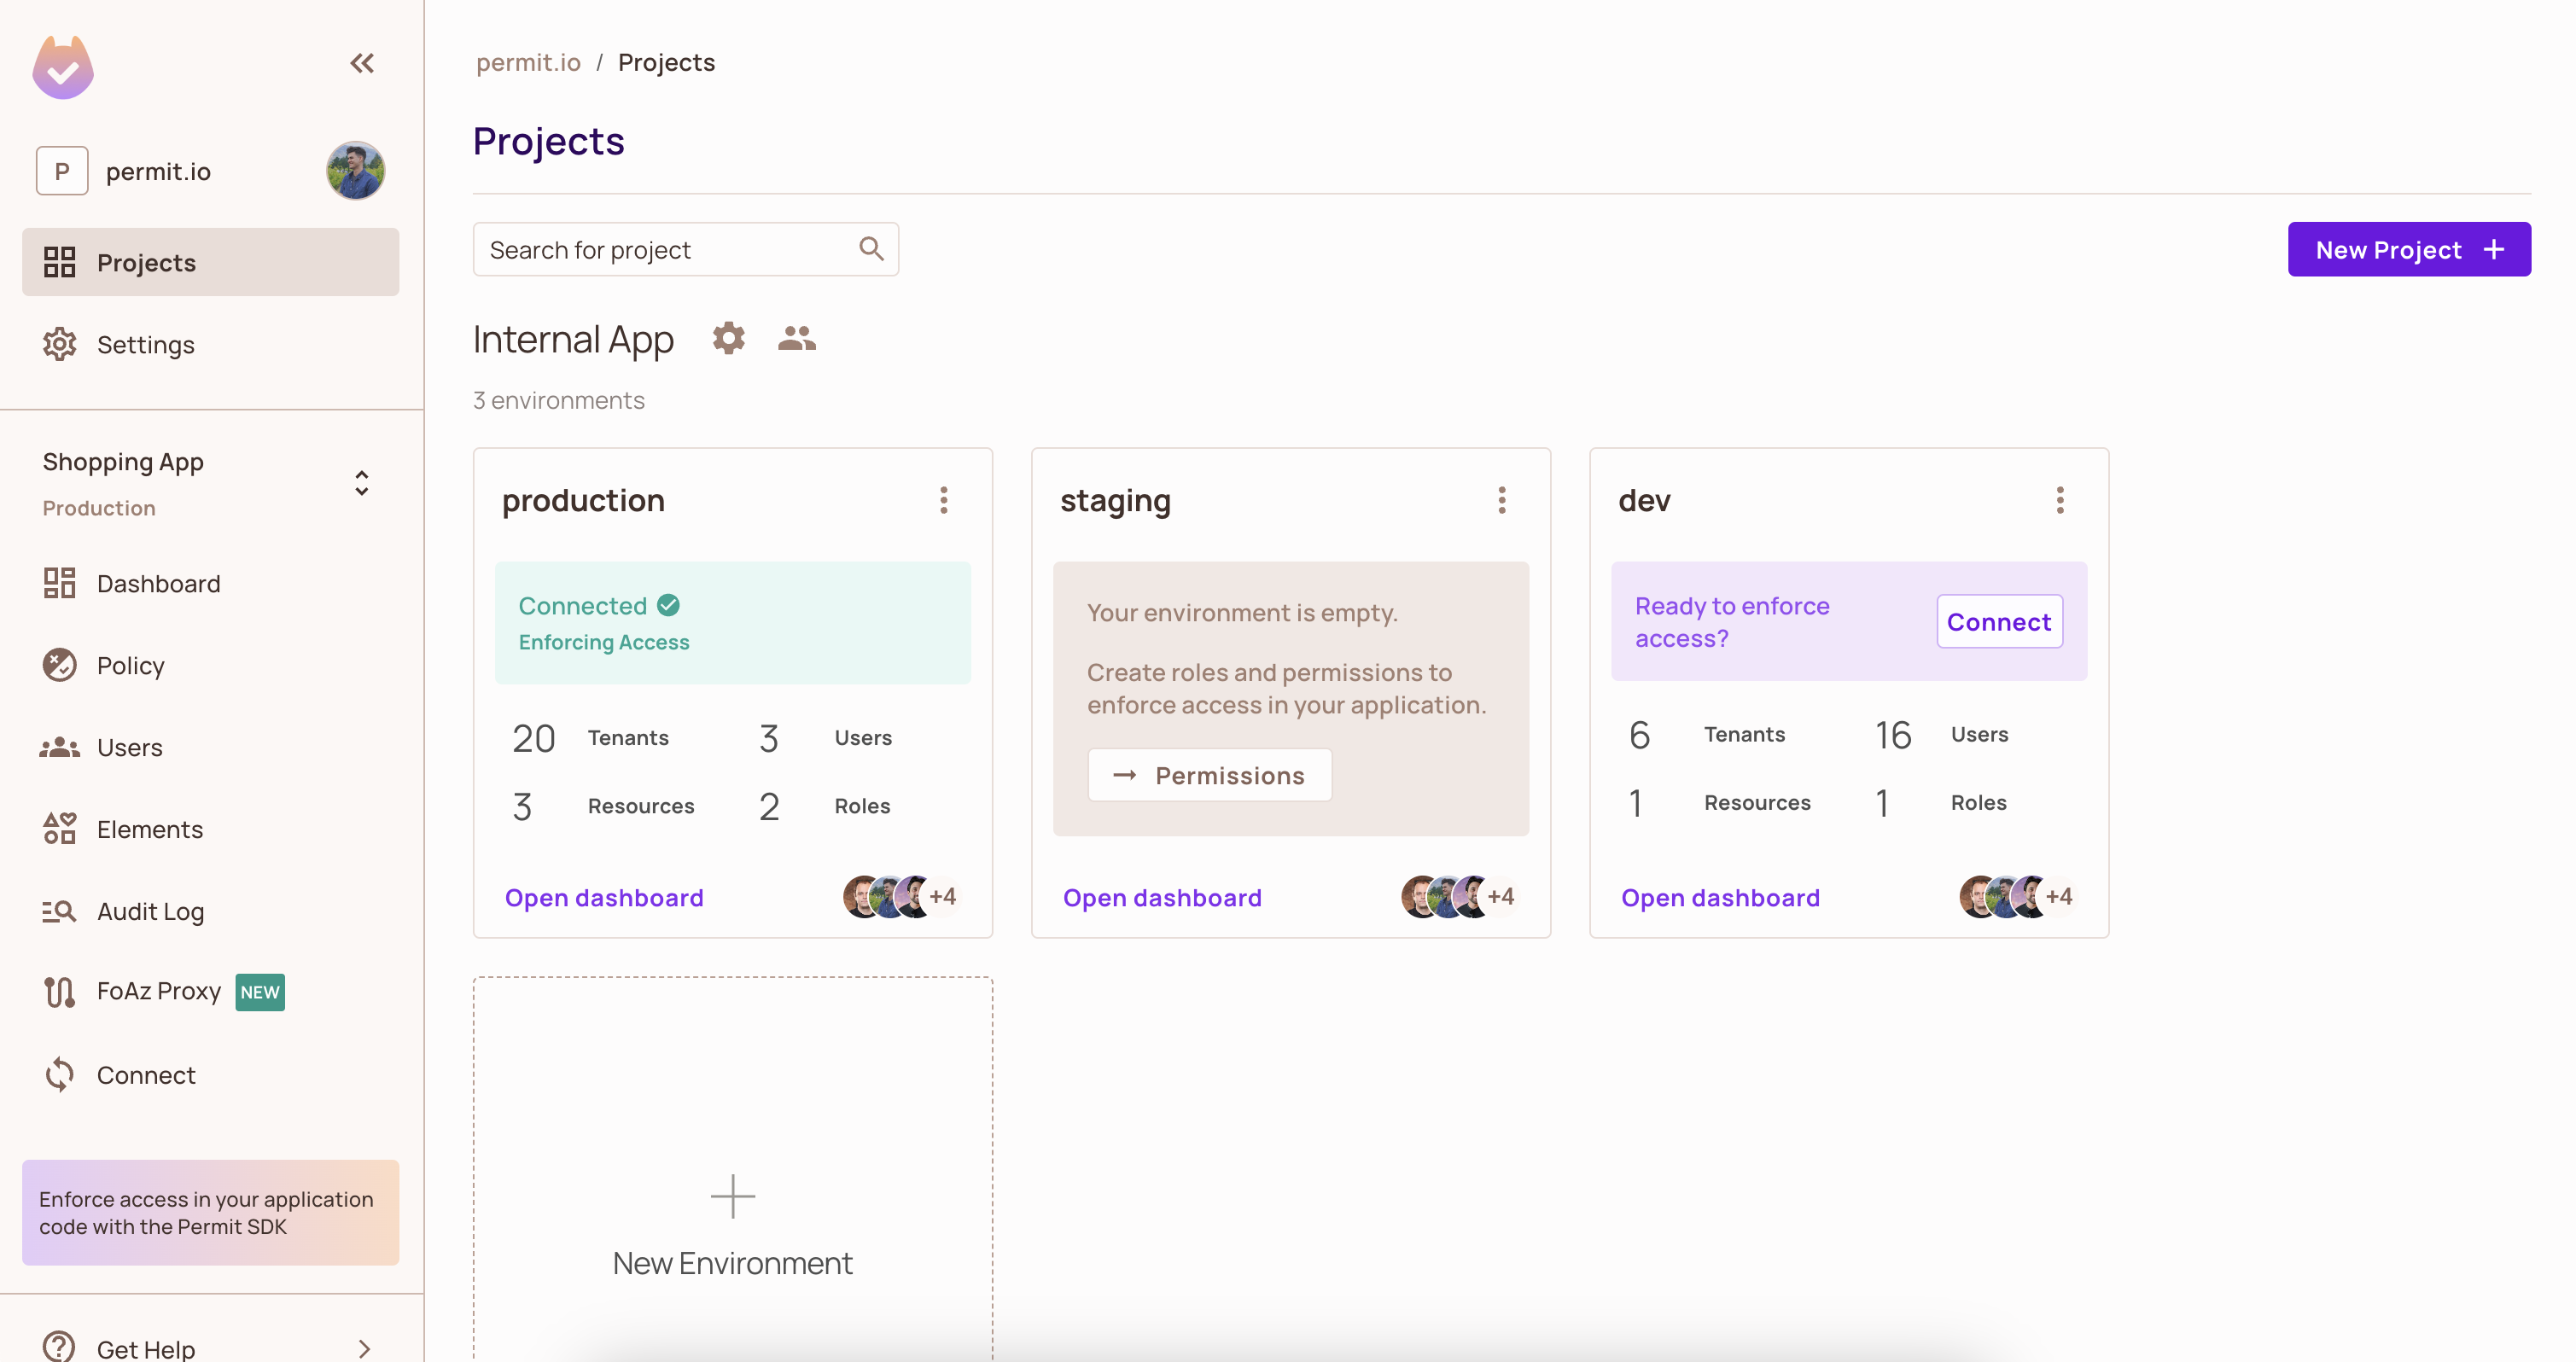 P permit.io
Projects
Settings
Shopping App
Production
Dashboard
Policy
Users
Elements
Audit Log
FoAz Proxy NEW
Connect
Enforce access in your application
code with the Permit SDK
Get Help
permit.io / Projects
Projects
Search for project
New Project +
Internal App
3 environments
production
Connected
Enforcing Access
20 Tenants 3 Users
3 Resources 2 Roles
Open dashboard +4
staging
Your environment is empty.
Create roles and permissions to
enforce access in your application.
→ Permissions
Open dashboard +4
dev
Ready to enforce
access?
Connect
6 Tenants 16 Users
1 Resources 1 Roles
Open dashboard +4
New Environment